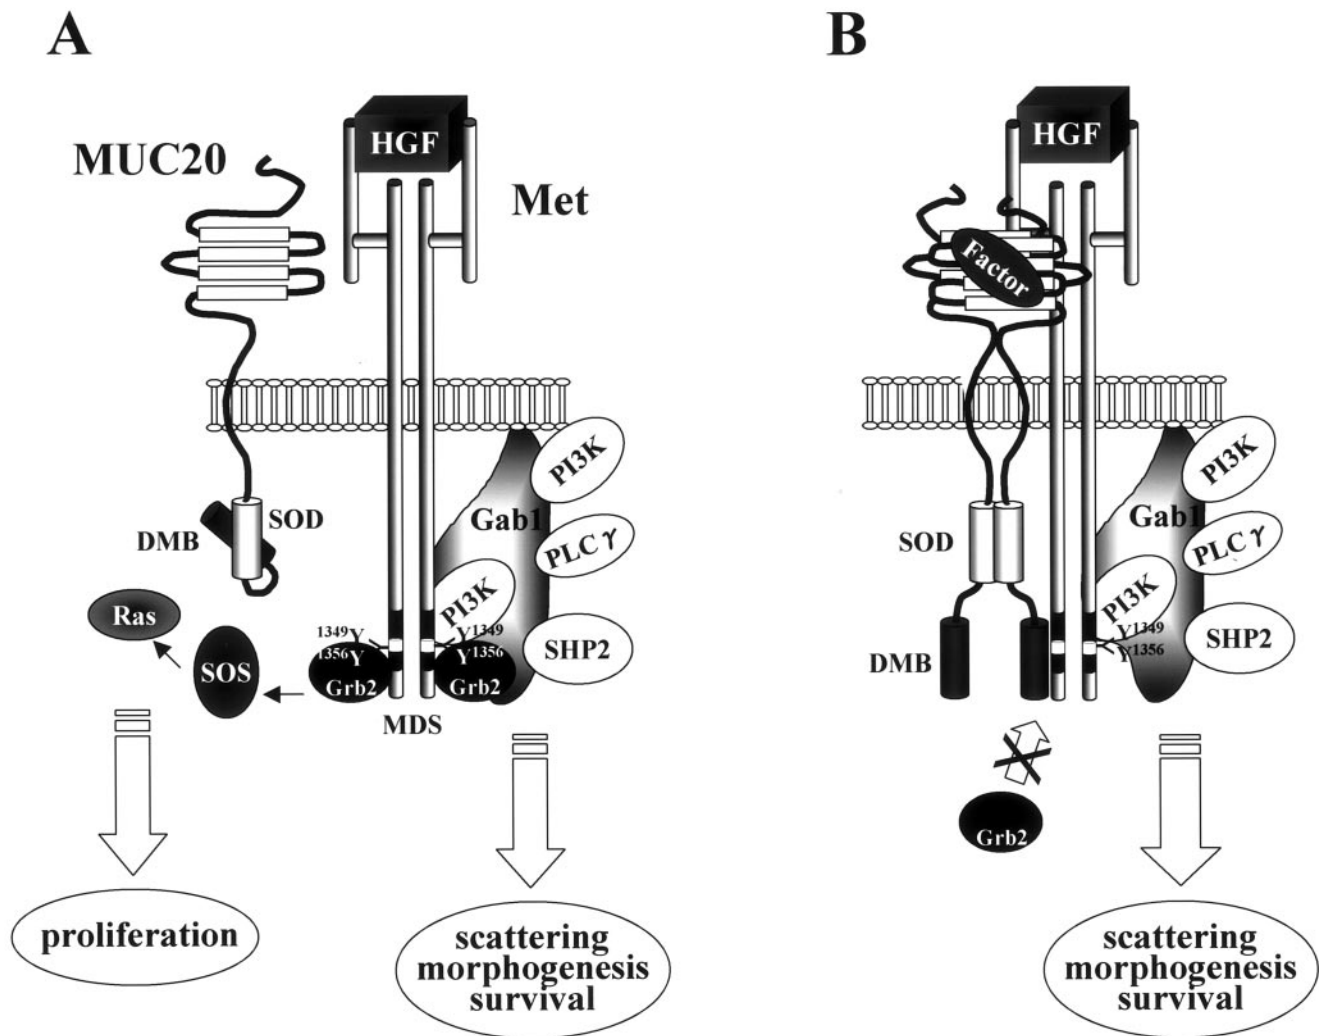 A
MUC20
HGF
Met
DMB
SOD
Ras
SOS
1349Y
1356Y
Grb2
Y1349
Y1356
Grb2
MDS
Gab1
PI3K
PI3K
PLC γ
SHP2
proliferation
scattering
morphogenesis
survival
B
HGF
Factor
SOD
DMB
Gab1
PI3K
PI3K
PLC γ
Y1349
Y1356
SHP2
Grb2
scattering
morphogenesis
survival